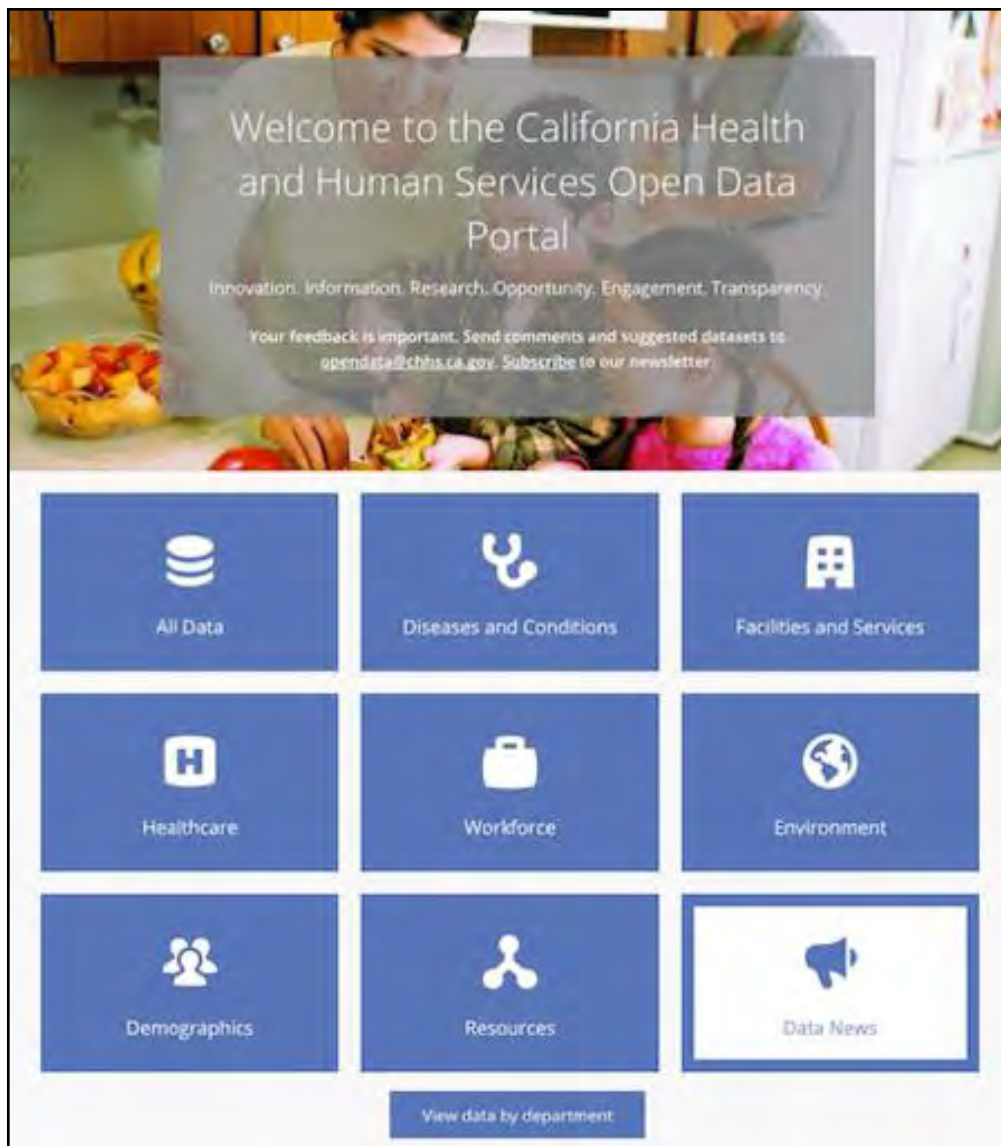 Welcome to the California Health
and Human Services Open Data
Portal
Innovation. Information. Research. Opportunity. Engagement. Transparency.
Your feedback is important. Send comments and suggested datasets to
opendata@chhs.ca.gov. Subscribe to our newsletter.
All Data
Diseases and Conditions
Facilities and Services
H
Healthcare
Workforce
Environment
Demographics
Resources
Data News
View data by department